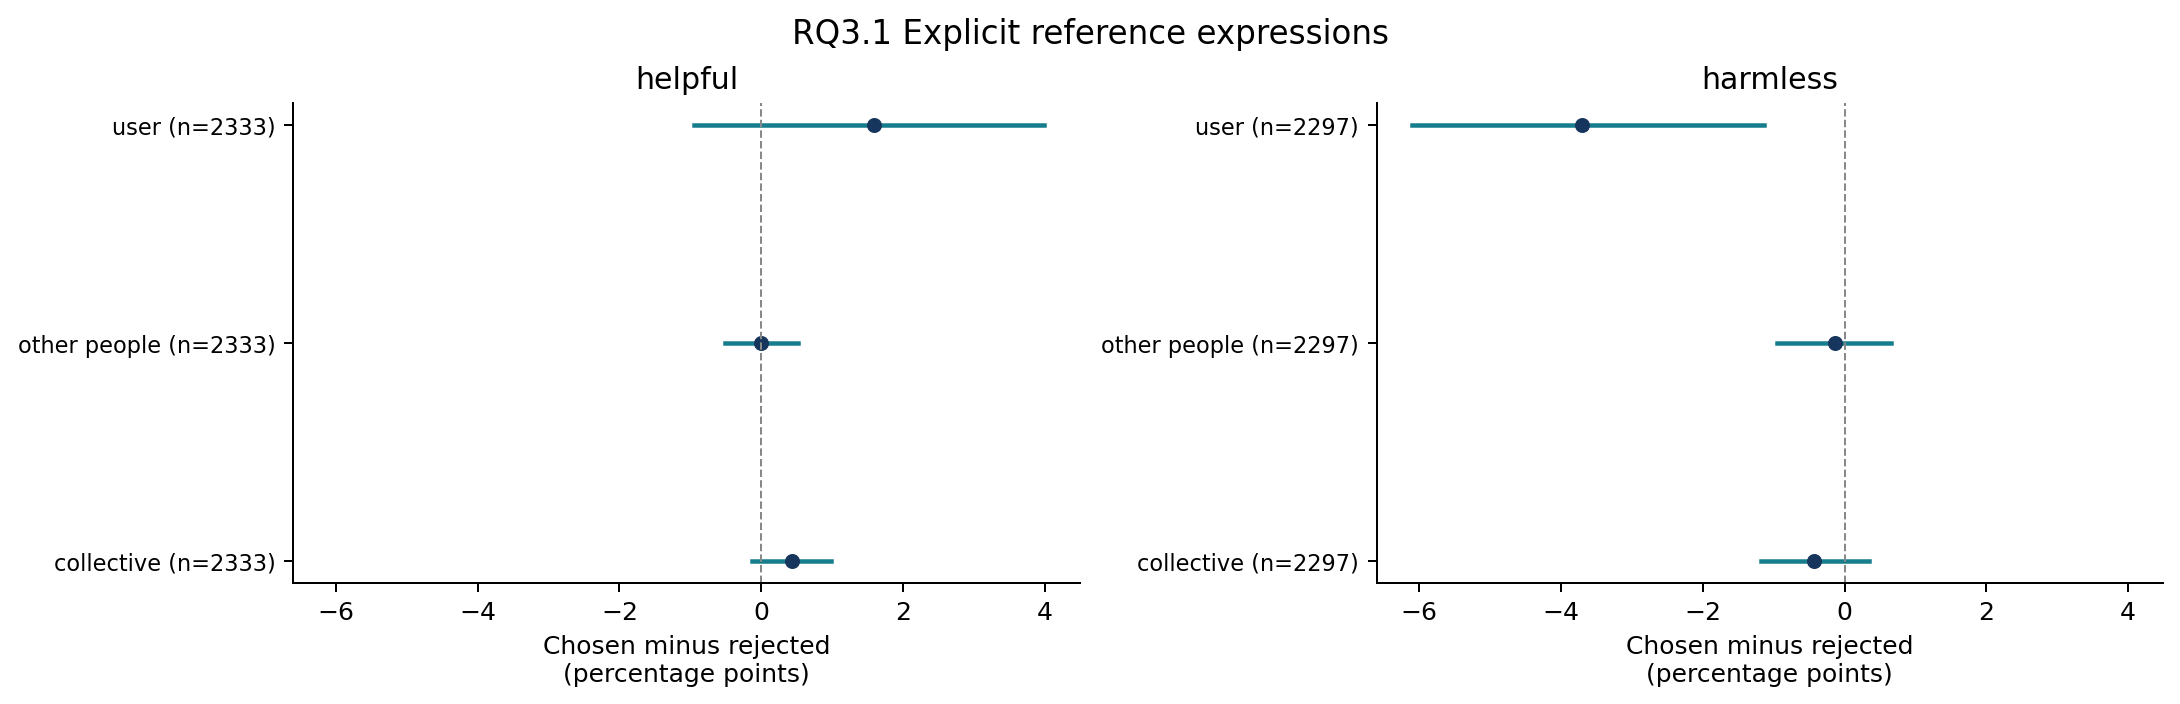 RQ3.1 Explicit reference expressions
helpful
user (n=2333)
other people (n=2333)
collective (n=2333)
−6 −4 −2 0 2 4
Chosen minus rejected
(percentage points)
harmless
user (n=2297)
other people (n=2297)
collective (n=2297)
−6 −4 −2 0 2 4
Chosen minus rejected
(percentage points)